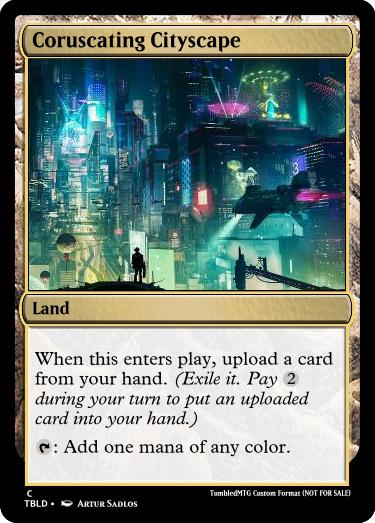 Coruscating Cityscape
3
Land
When this enters play, upload a card
from your hand. (Exile it. Pay 2
during your turn to put an uploaded
card into your hand.)
: Add one mana of any color.
C
TBLD • Artur Sadlos
TumbledMTG Custom Format (NOT FOR SALE)